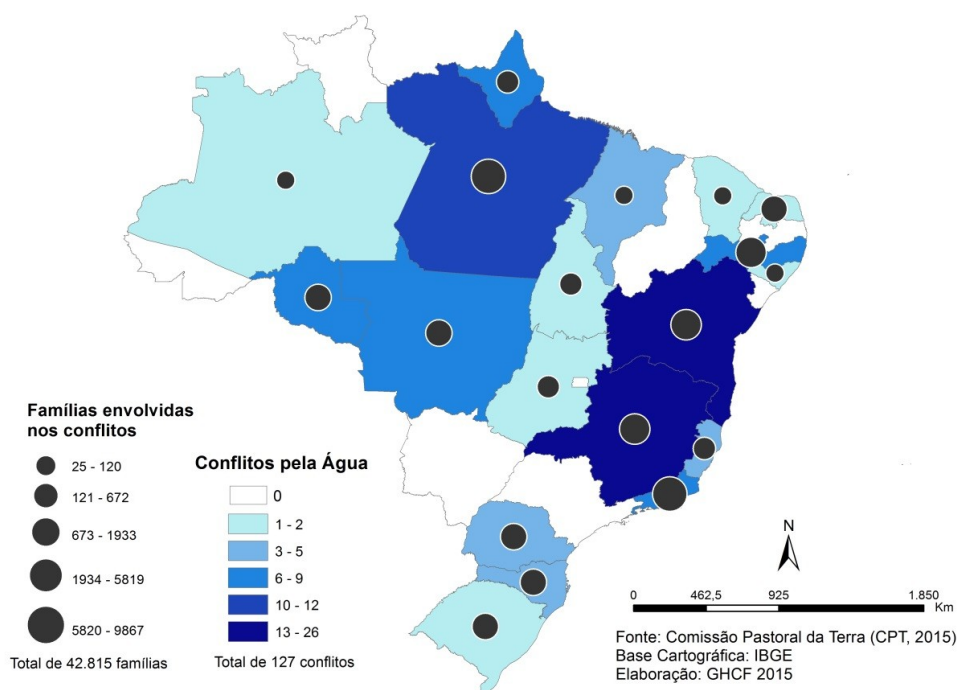 Famílias envolvidas
nos conflitos
25 - 120
121 - 672
673 - 1933
1934 - 5819
5820 - 9867
Total de 42.815 famílias
Conflitos pela Água
0
1 - 2
3 - 5
6 - 9
10 - 12
13 - 26
Total de 127 conflitos
N
0 462,5 925 1.850
Km
Fonte: Comissão Pastoral da Terra (CPT, 2015)
Base Cartográfica: IBGE
Elaboração: GHCF 2015